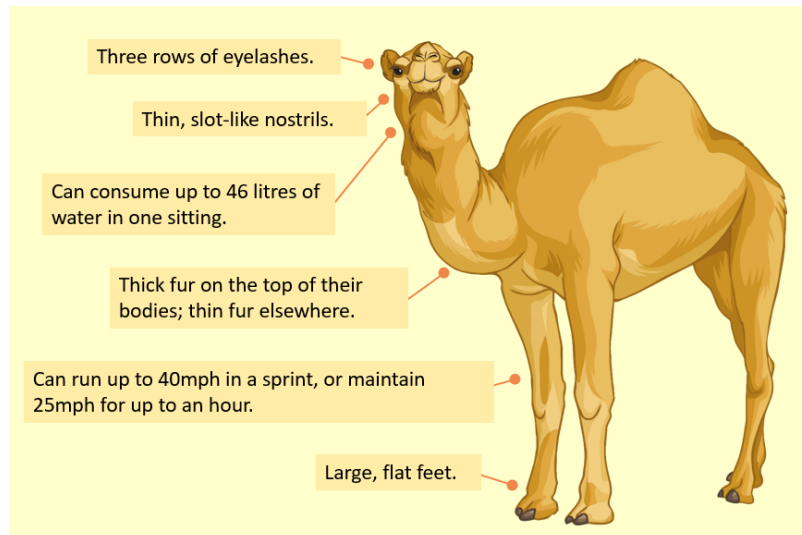 Three rows of eyelashes.
Thin, slot-like nostrils.
Can consume up to 46 litres of
water in one sitting.
Thick fur on the top of their
bodies; thin fur elsewhere.
Can run up to 40mph in a sprint, or maintain
25mph for up to an hour.
Large, flat feet.